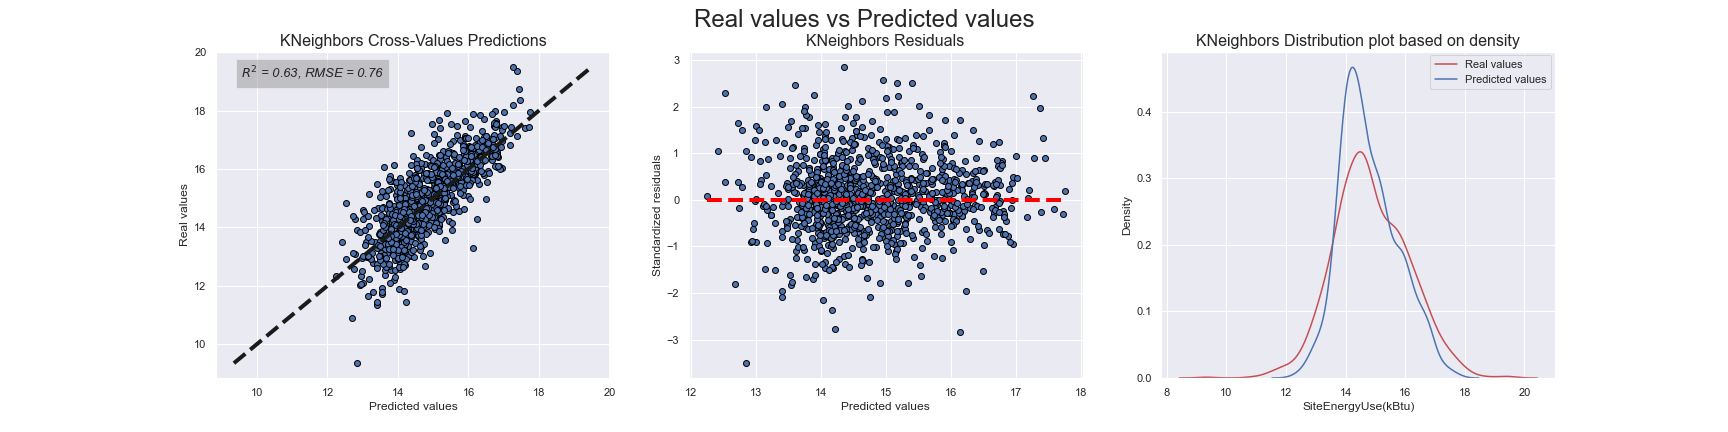 Real values vs Predicted values
KNeighbors Cross-Values Predictions
R² = 0.63, RMSE = 0.76
Real values
20
18
16
14
12
10
10
12
14
16
18
20
Predicted values
KNeighbors Residuals
Standardized residuals
3
2
1
0
−1
−2
−3
12
13
14
15
16
17
18
Predicted values
KNeighbors Distribution plot based on density
Real values
Predicted values
Density
0.4
0.3
0.2
0.1
0.0
8
10
12
14
16
18
20
SiteEnergyUse(kBtu)